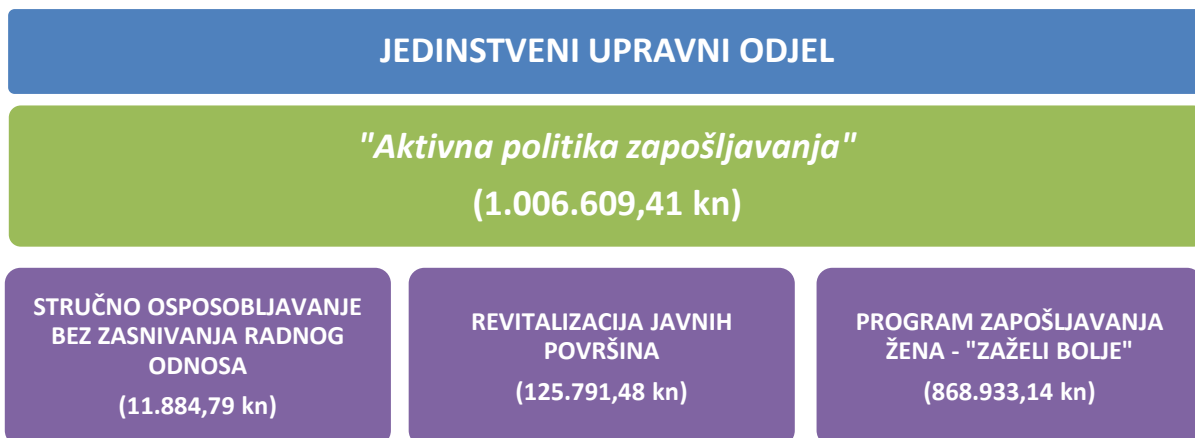 JEDINSTVENI UPRAVNI ODJEL
"Aktivna politika zapošljavanja"
(1.006.609,41 kn)
STRUČNO OSPOSOBLJAVANJE
BEZ ZASNIVANJA RADNOG
ODNOSA
(11.884,79 kn)
REVITALIZACIJA JAVNIH
POVRŠINA
(125.791,48 kn)
PROGRAM ZAPOŠLJAVANJA
ŽENA - "ZAŽELI BOLJE"
(868.933,14 kn)